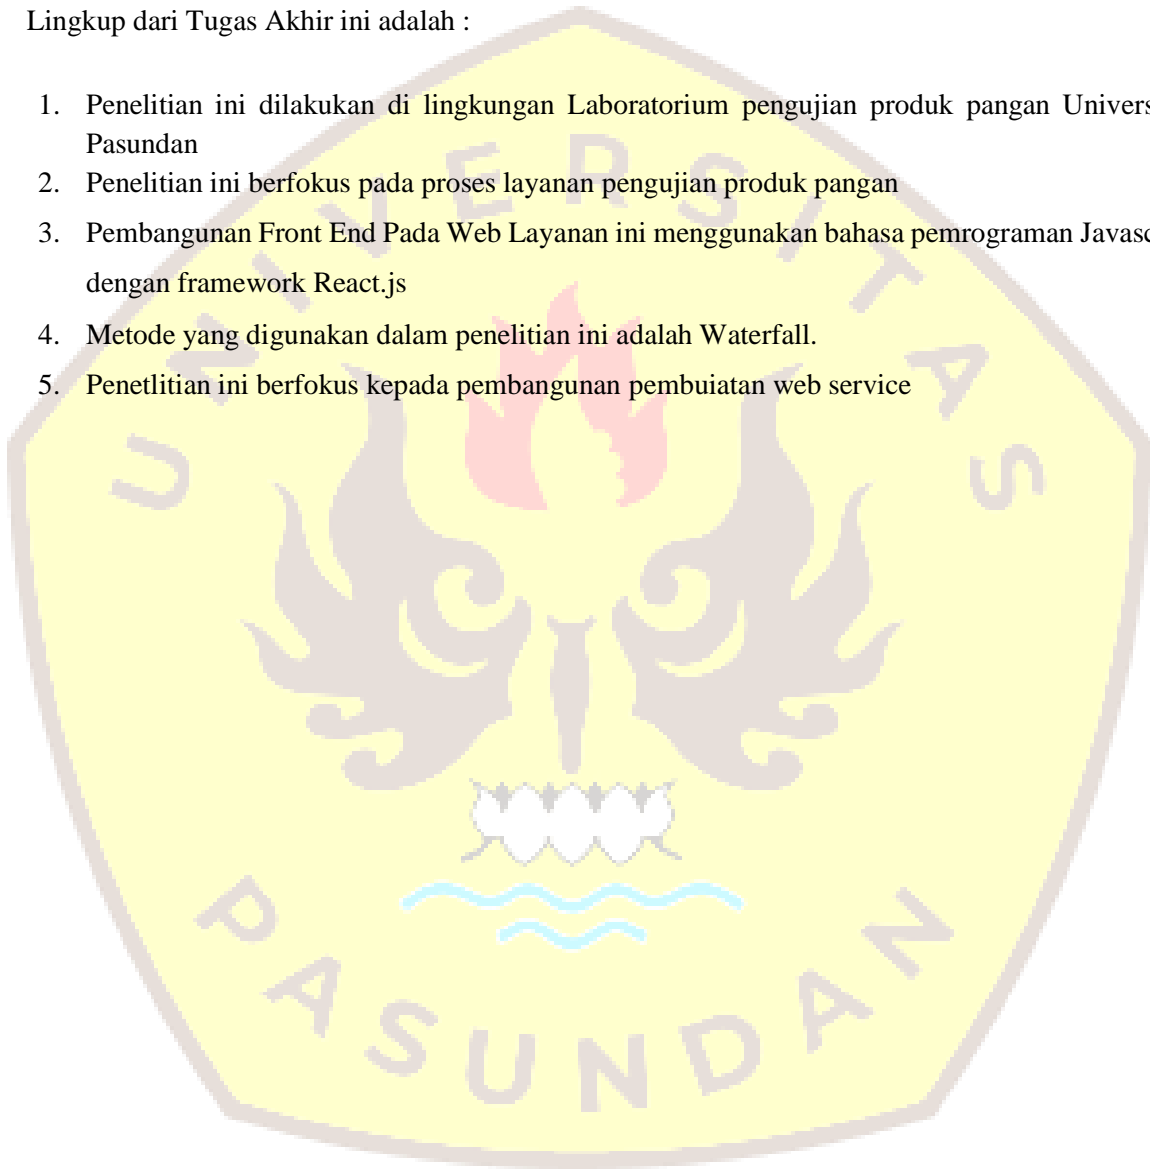 Lingkup dari Tugas Akhir ini adalah :
1. Penelitian ini dilakukan di lingkungan Laboratorium pengujian produk pangan Univers
Pasundan
2. Penelitian ini berfokus pada proses layanan pengujian produk pangan
3. Pembangunan Front End Pada Web Layanan ini menggunakan bahasa pemrograman Javasc
dengan framework React.js
4. Metode yang digunakan dalam penelitian ini adalah Waterfall.
5. Penetlitian ini berfokus kepada pembangunan pembuiatan web service
UNIVERSITAS
PASUNDAN